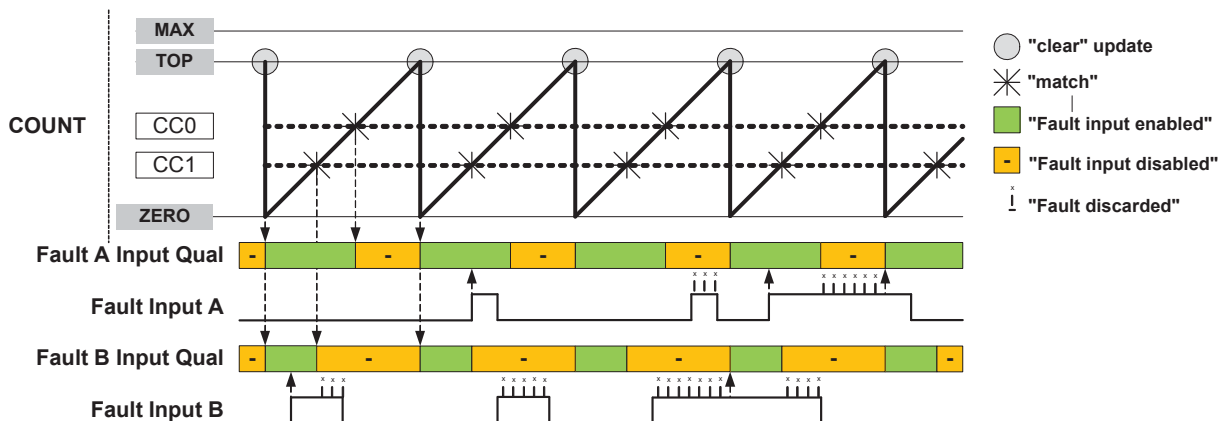 MAX
TOP
"clear" update
"match"
COUNT
CC0
"Fault input enabled"
CC1
- "Fault input disabled"
x x x
"Fault discarded"
ZERO
Fault A Input Qual
- - - - -
x x x x x x x x x
Fault Input A
Fault B Input Qual
- - - - - -
x x x x x x x x x x x x x x x x x x x
Fault Input B